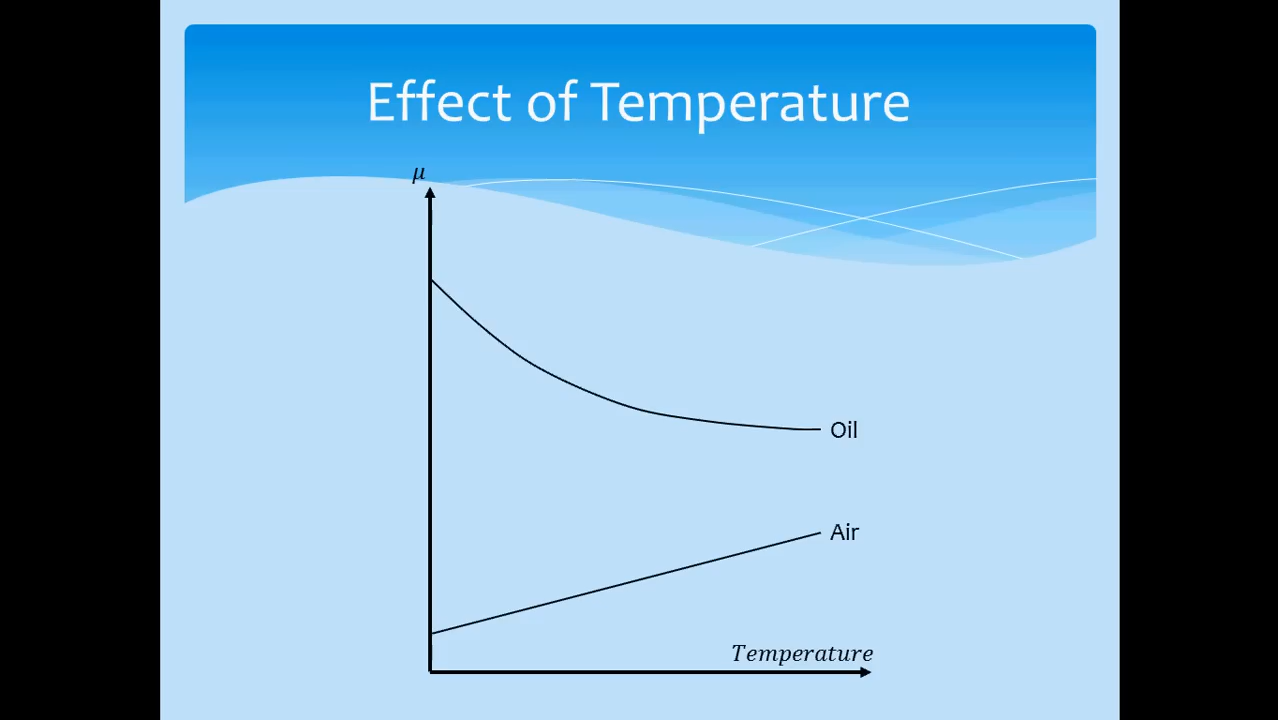 Effect of Temperature
μ
Oil
Air
Temperature